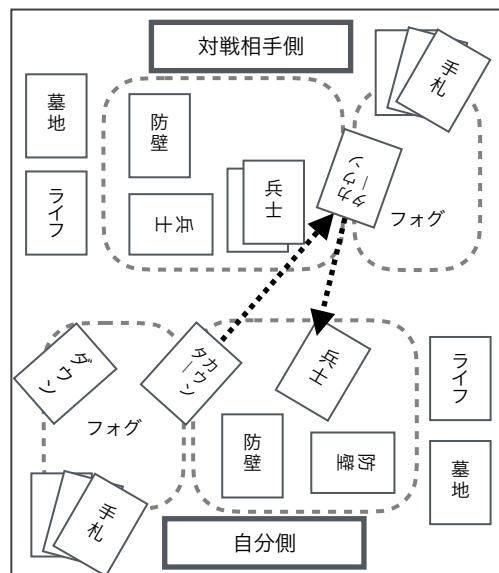 対戦相手側
手札
墓地
防壁
兵士
カウン
ター
ライフ
兵士
フォグ
ダウン
カウン
ター
兵士
ライフ
フォグ
防壁
防壁
墓地
手札
自分側